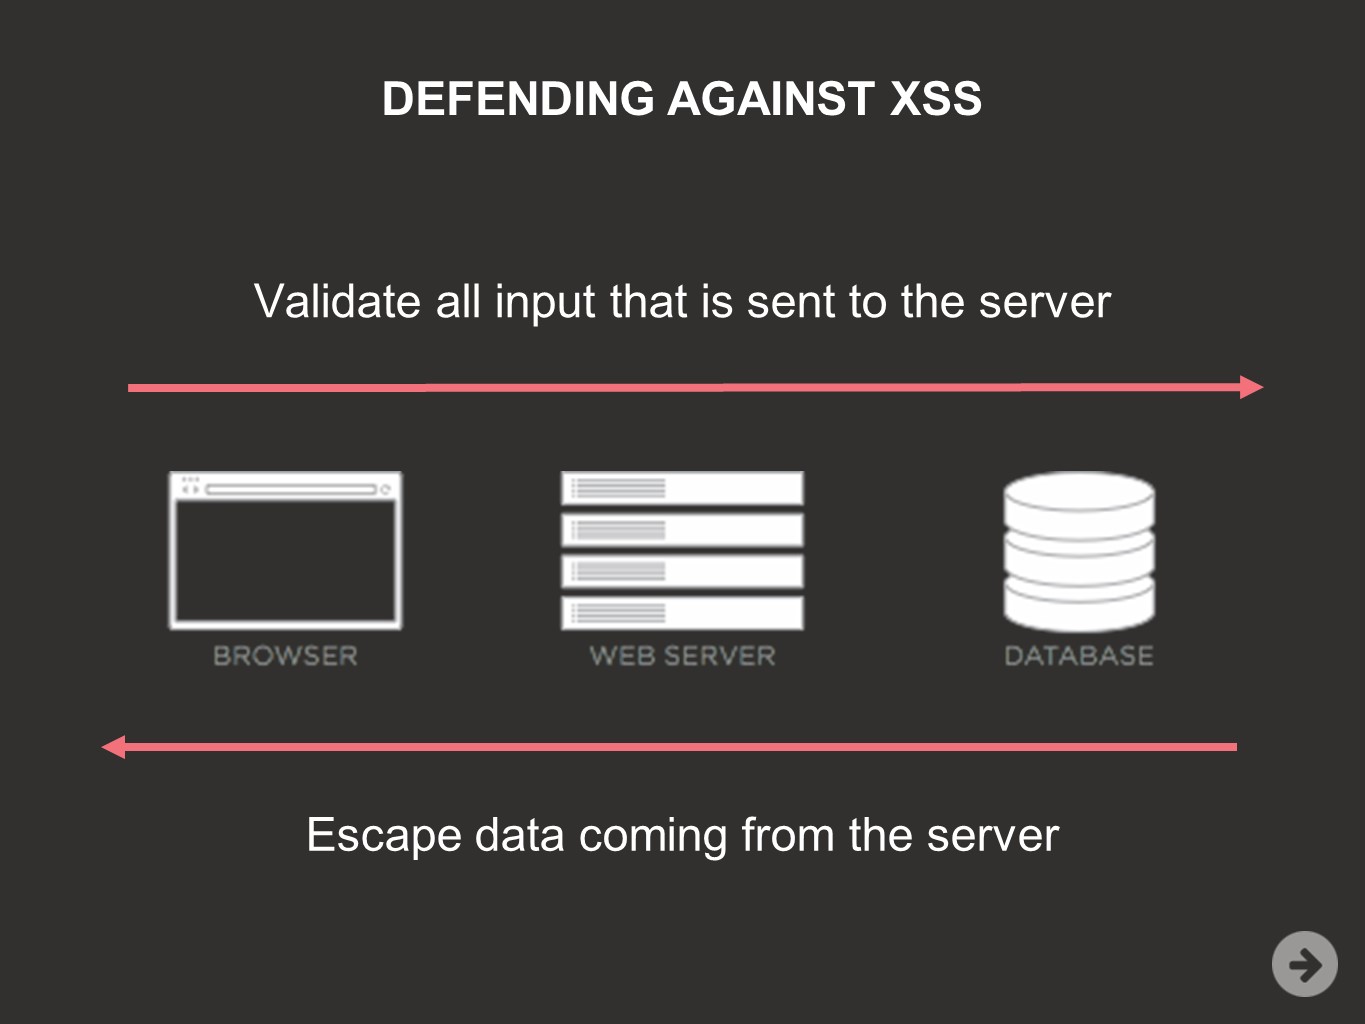 DEFENDING AGAINST XSS
Validate all input that is sent to the server
BROWSER
WEB SERVER
DATABASE
Escape data coming from the server